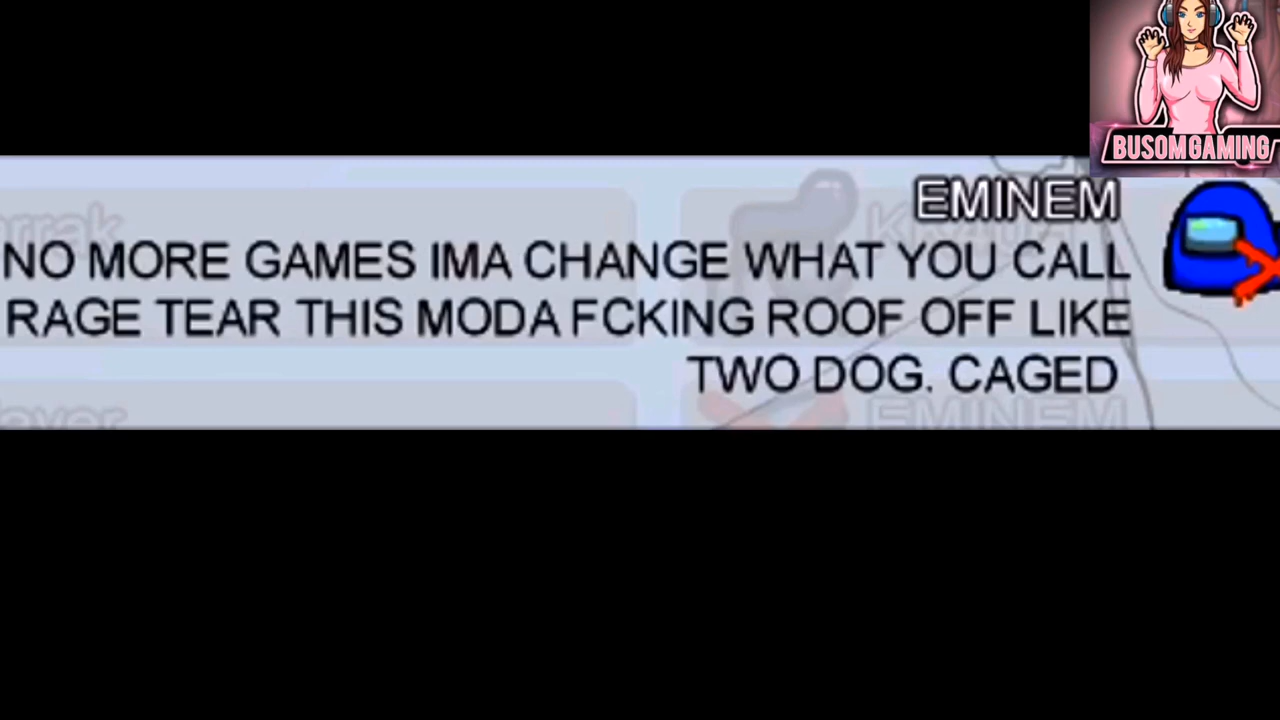 BUSOMGAMING
EMINEM
NO MORE GAMES IMA CHANGE WHAT YOU CALL
RAGE TEAR THIS MODA FCKING ROOF OFF LIKE
TWO DOG. CAGED
EMINEM